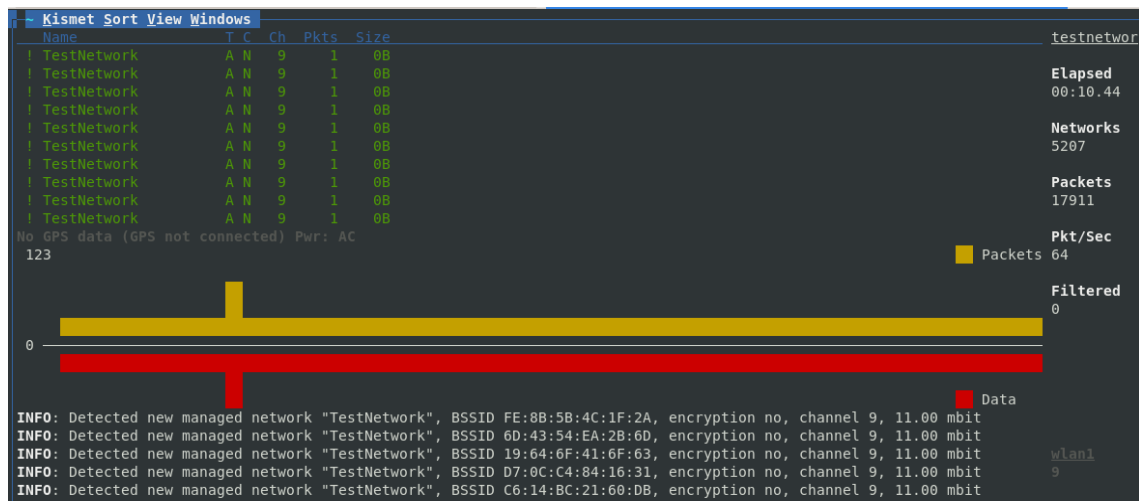 ~ Kismet Sort View Windows
Name T C Ch Pkts Size
! TestNetwork A N 9 1 0B
! TestNetwork A N 9 1 0B
! TestNetwork A N 9 1 0B
! TestNetwork A N 9 1 0B
! TestNetwork A N 9 1 0B
! TestNetwork A N 9 1 0B
! TestNetwork A N 9 1 0B
! TestNetwork A N 9 1 0B
! TestNetwork A N 9 1 0B
! TestNetwork A N 9 1 0B
No GPS data (GPS not connected) Pwr: AC
123
Packets
0
Data
INFO: Detected new managed network "TestNetwork", BSSID FE:8B:5B:4C:1F:2A, encryption no, channel 9, 11.00 mbit
INFO: Detected new managed network "TestNetwork", BSSID 6D:43:54:EA:2B:6D, encryption no, channel 9, 11.00 mbit
INFO: Detected new managed network "TestNetwork", BSSID 19:64:6F:41:6F:63, encryption no, channel 9, 11.00 mbit
INFO: Detected new managed network "TestNetwork", BSSID D7:0C:C4:84:16:31, encryption no, channel 9, 11.00 mbit
INFO: Detected new managed network "TestNetwork", BSSID C6:14:BC:21:60:DB, encryption no, channel 9, 11.00 mbit
testnetwor
Elapsed
00:10.44
Networks
5207
Packets
17911
Pkt/Sec
64
Filtered
0
wlan1
9